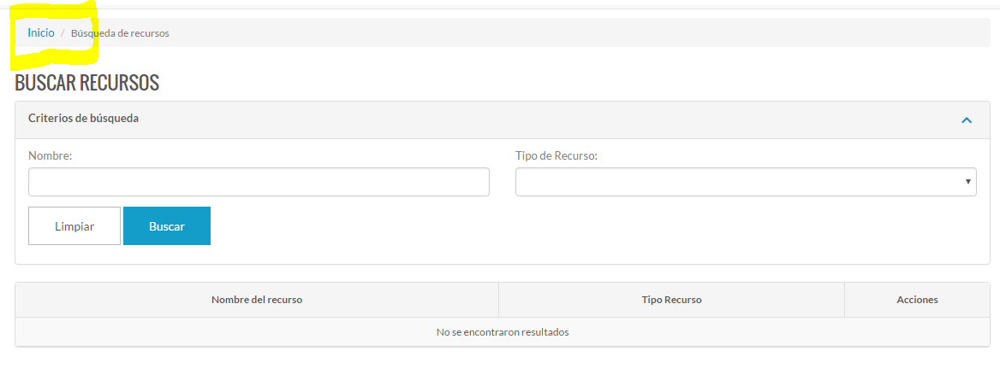 Inicio / Búsqueda de recursos
BUSCAR RECURSOS
Criterios de búsqueda
Nombre: Tipo de Recurso:
Limpiar Buscar
Nombre del recurso Tipo Recurso Acciones
No se encontraron resultados